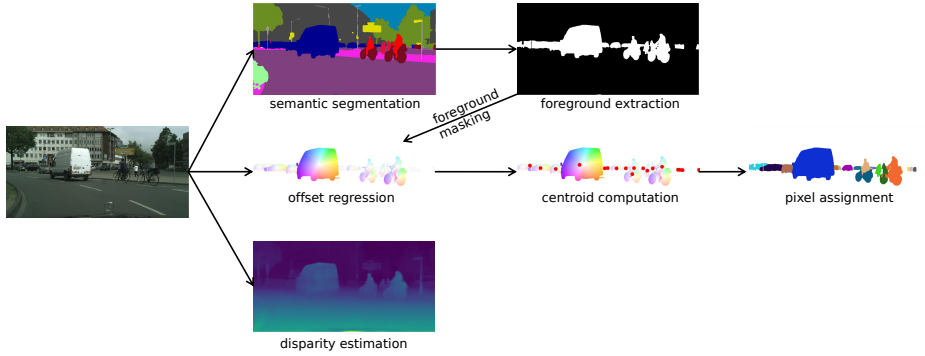 semantic segmentation
foreground extraction
foreground
masking
offset regression
centroid computation
pixel assignment
disparity estimation